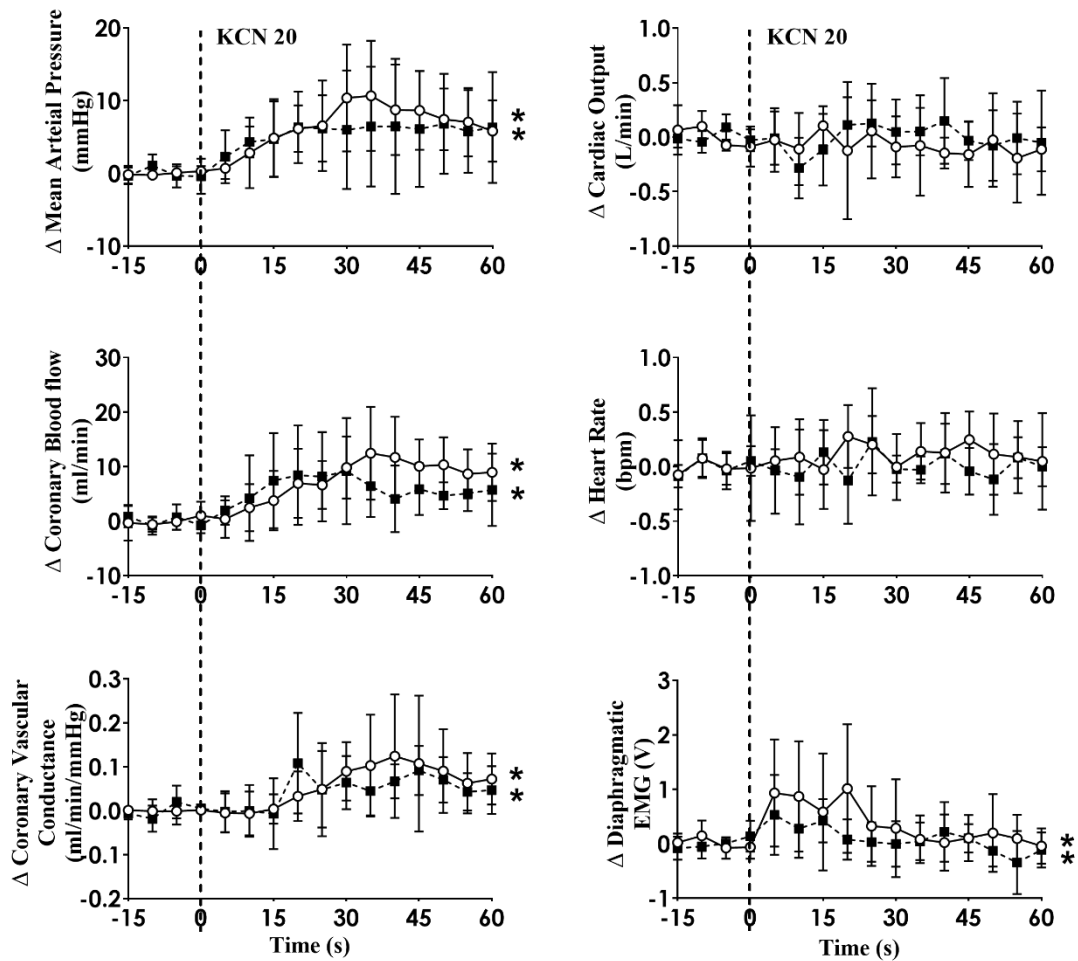 KCN 20
Δ Mean Artetal Pressure
(mmHg)
20
10
0
-10
-15 0 15 30 45 60
*
*
KCN 20
Δ Cardiac Output
(L/min)
1.0
0.5
0.0
-0.5
-1.0
-15 0 15 30 45 60
Δ Coronary Blood flow
(ml/min)
30
20
10
0
-10
-15 0 15 30 45 60
*
*
Δ Heart Rate
(bpm)
1.0
0.5
0.0
-0.5
-1.0
-15 0 15 30 45 60
Δ Coronary Vascular
Conductance
(ml/min/mmHg)
0.3
0.2
0.1
0.0
-0.1
-0.2
-15 0 15 30 45 60
*
*
Time (s)
Δ Diaphragmatic
EMG (V)
3
2
1
0
-1
-15 0 15 30 45 60
*
*
Time (s)